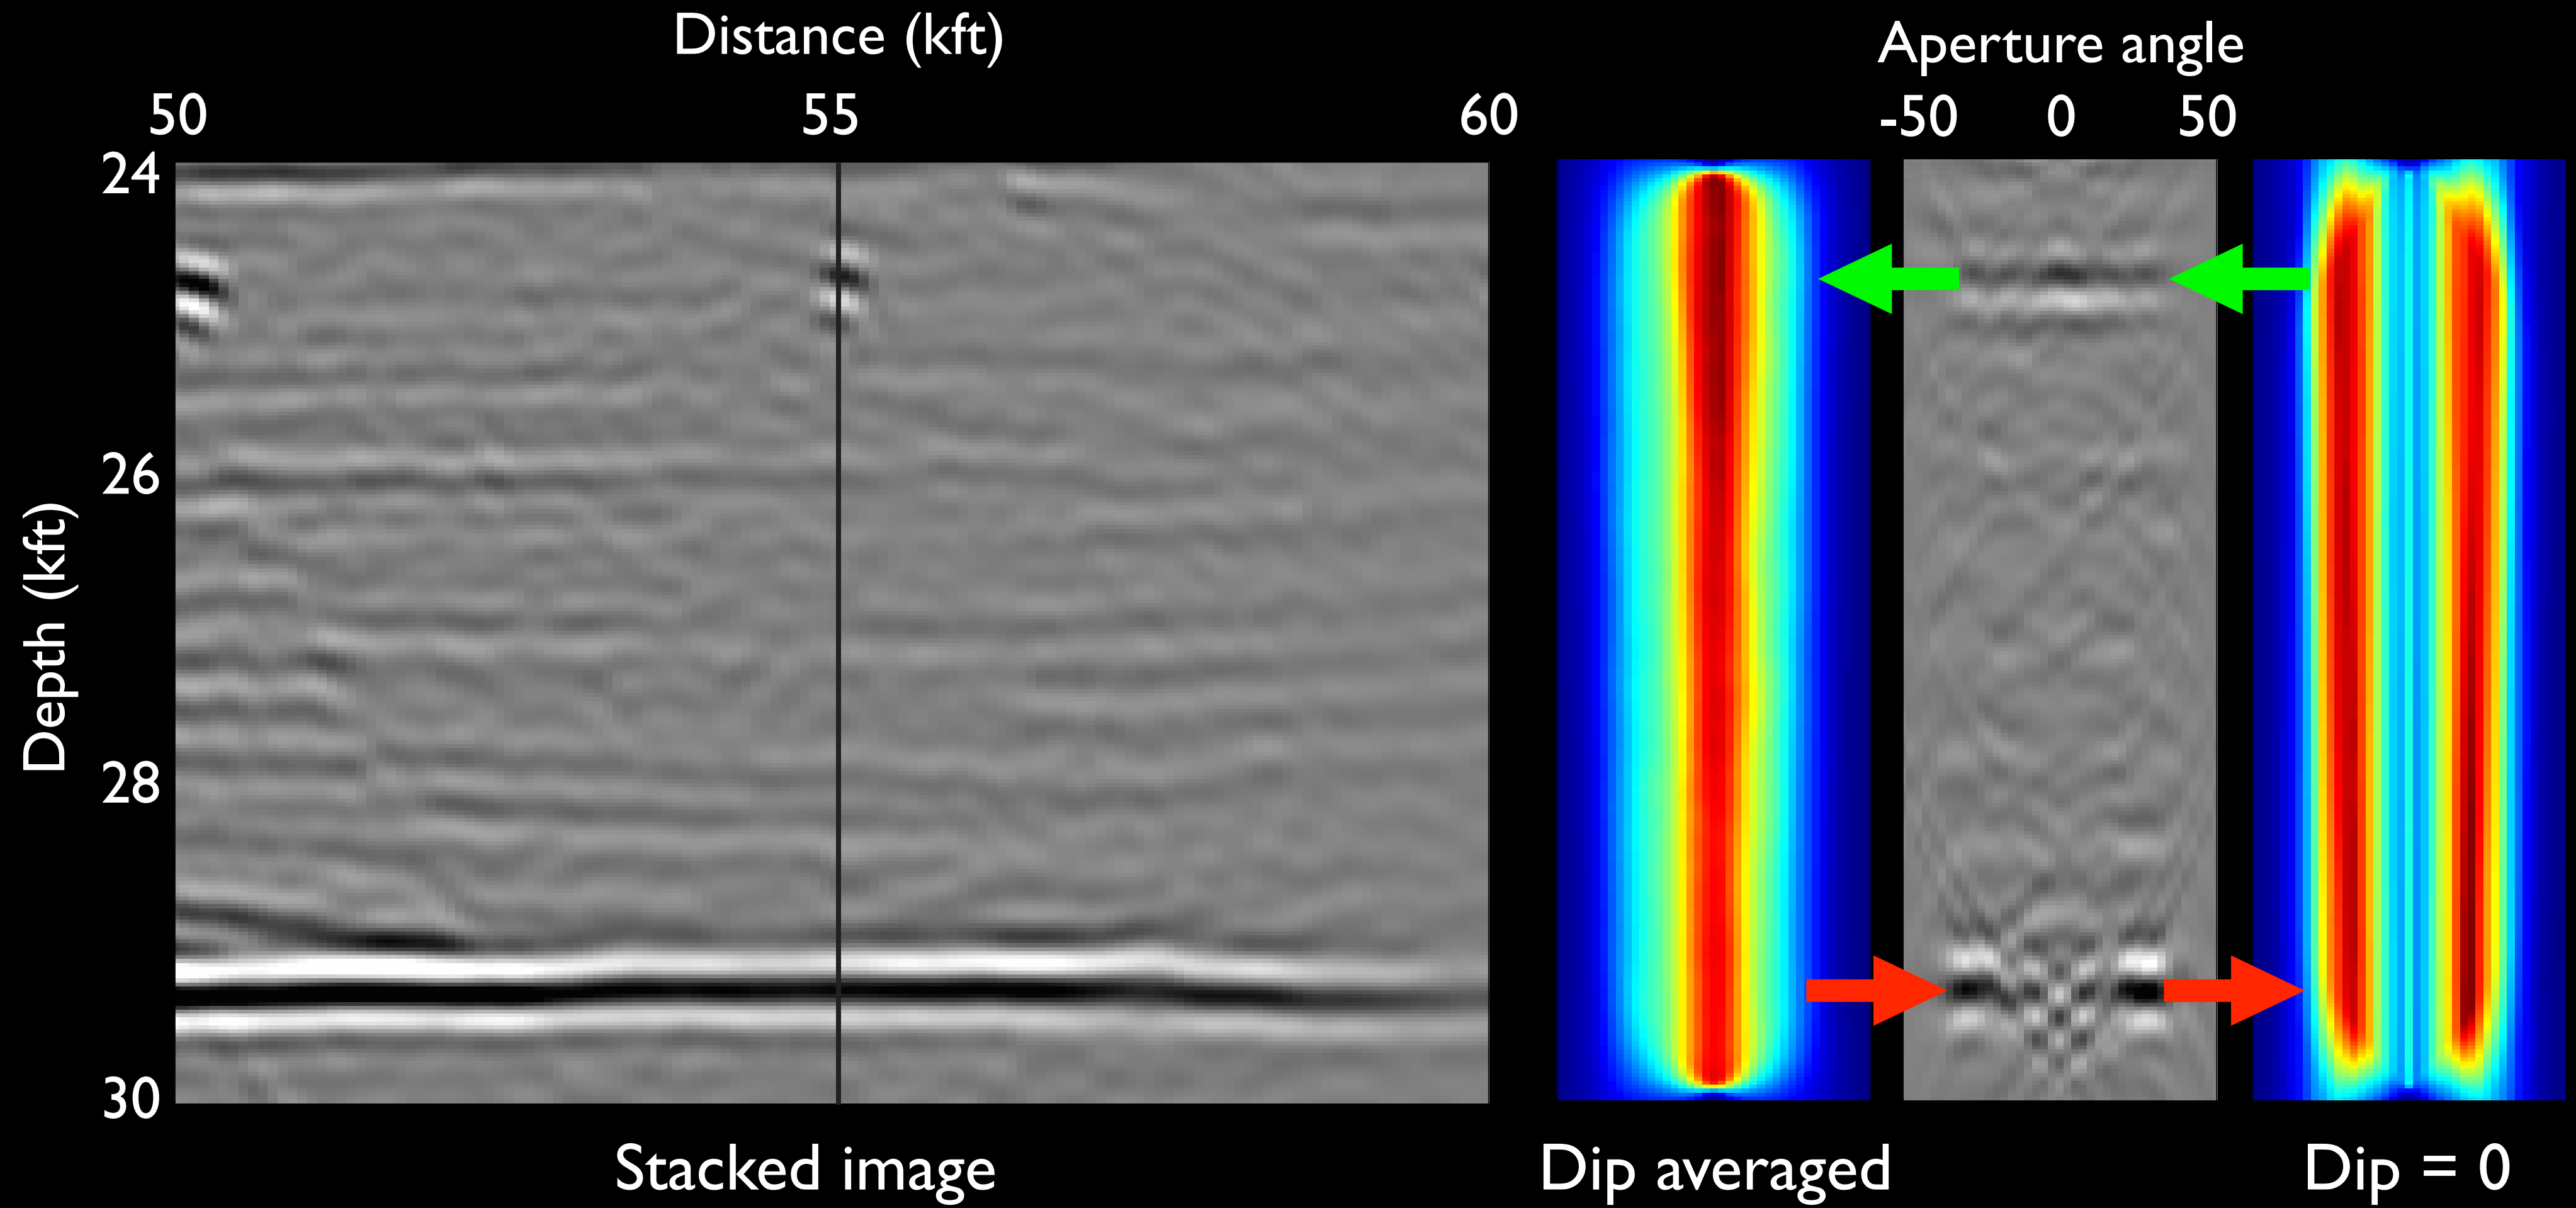 Distance (kft)
50 55 60
Aperture angle
-50 0 50
24
26
28
30
Depth (kft)
Stacked image
Dip averaged
Dip = 0